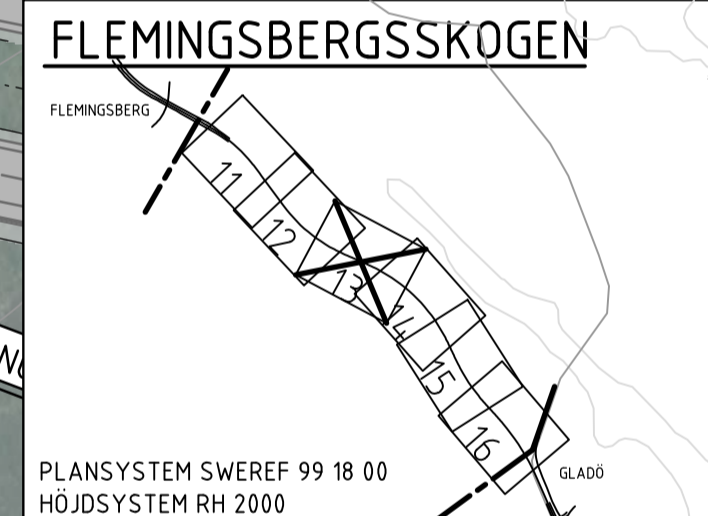 FLEMINGSBERGSSKOGEN
FLEMINGSBERG
11
12
13
14
15
16
GLADÖ
PLANSYSTEM SWEREF 99 18 00
HÖJDSYSTEM RH 2000